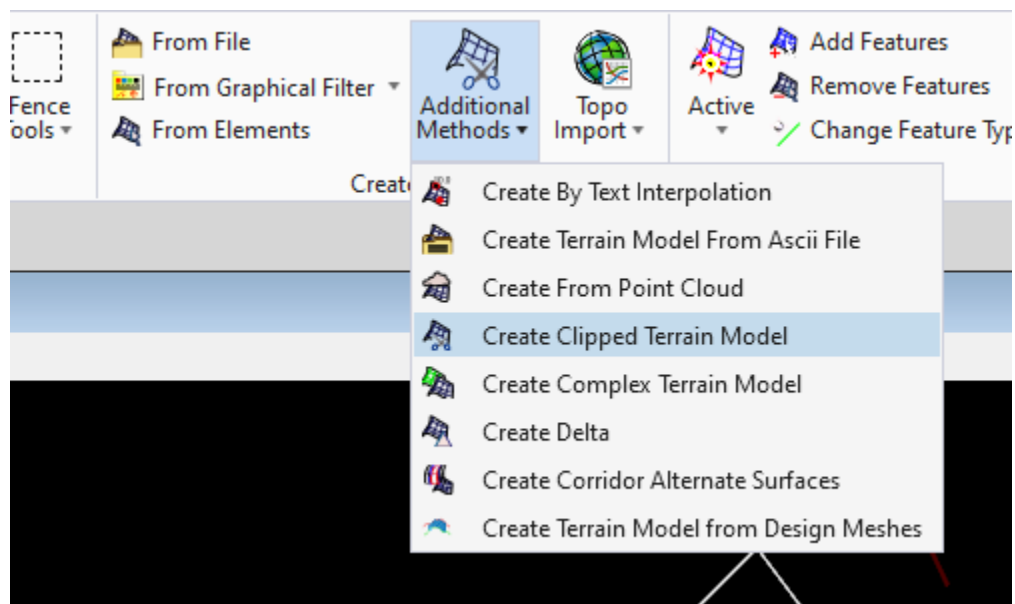 Fence
ools
From File
From Graphical Filter
From Elements
Additional
Methods
Topo
Import
Active
Add Features
Remove Features
Change Feature Typ
Creat
Create By Text Interpolation
Create Terrain Model From Ascii File
Create From Point Cloud
Create Clipped Terrain Model
Create Complex Terrain Model
Create Delta
Create Corridor Alternate Surfaces
Create Terrain Model from Design Meshes